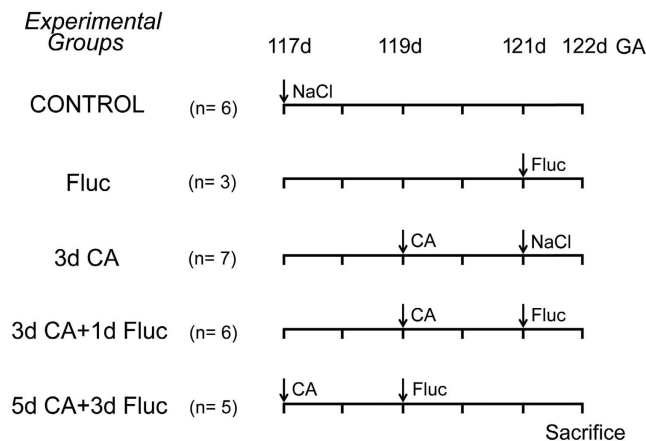 Experimental
Groups
117d 119d 121d 122d GA
CONTROL (n= 6) NaCl
Fluc (n= 3) Fluc
3d CA (n= 7) CA NaCl
3d CA+1d Fluc (n= 6) CA Fluc
5d CA+3d Fluc (n= 5) CA Fluc
Sacrifice